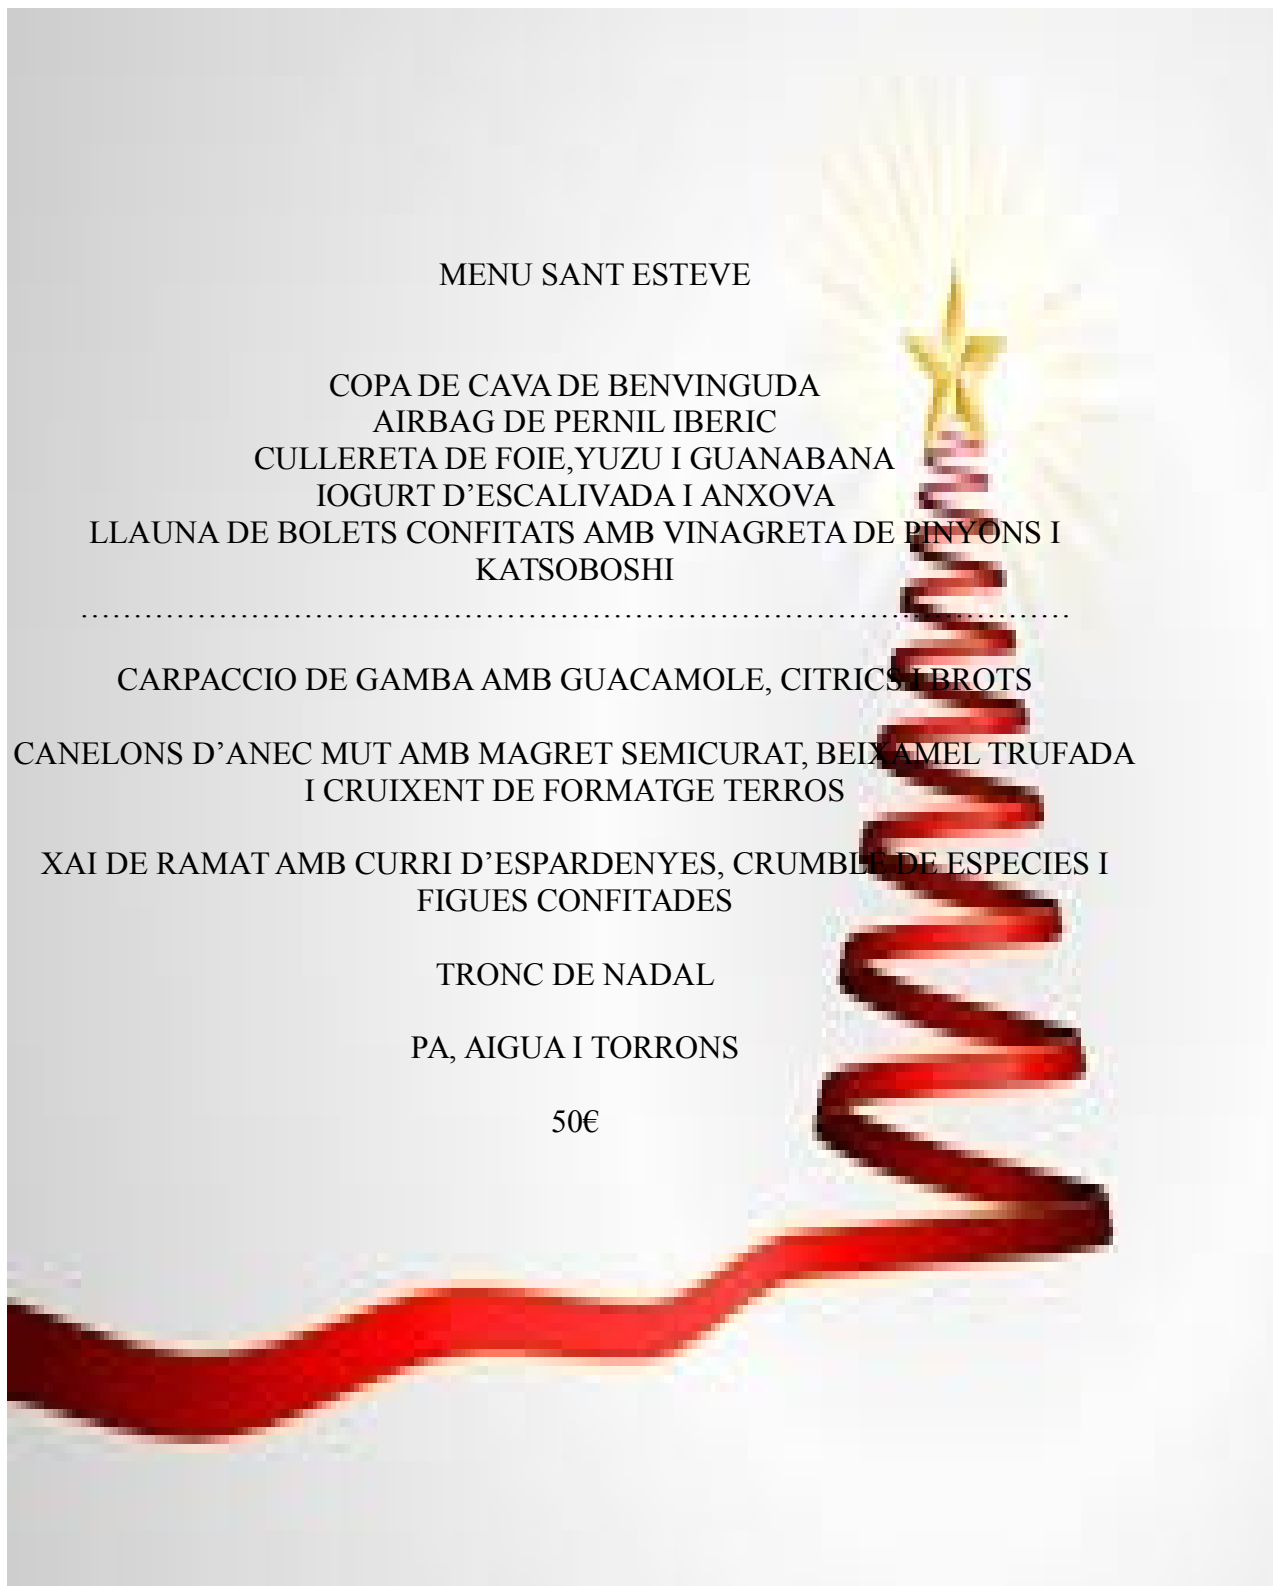 MENU SANT ESTEVE
COPA DE CAVA DE BENVINGUDA
AIRBAG DE PERNIL IBERIC
CULLERETA DE FOIE,YUZU I GUANABANA
IOGURT D’ESCALIVADA I ANXOVA
LLAUNA DE BOLETS CONFITATS AMB VINAGRETA DE PINYONS I
KATSOBOSHI
……………………………………………………………………………………
CARPACCIO DE GAMBA AMB GUACAMOLE, CITRICS I BROTS
CANELONS D’ANEC MUT AMB MAGRET SEMICURAT, BEIXAMEL TRUFADA
I CRUIXENT DE FORMATGE TERROS
XAI DE RAMAT AMB CURRI D’ESPARDENYES, CRUMBLE DE ESPECIES I
FIGUES CONFITADES
TRONC DE NADAL
PA, AIGUA I TORRONS
50€